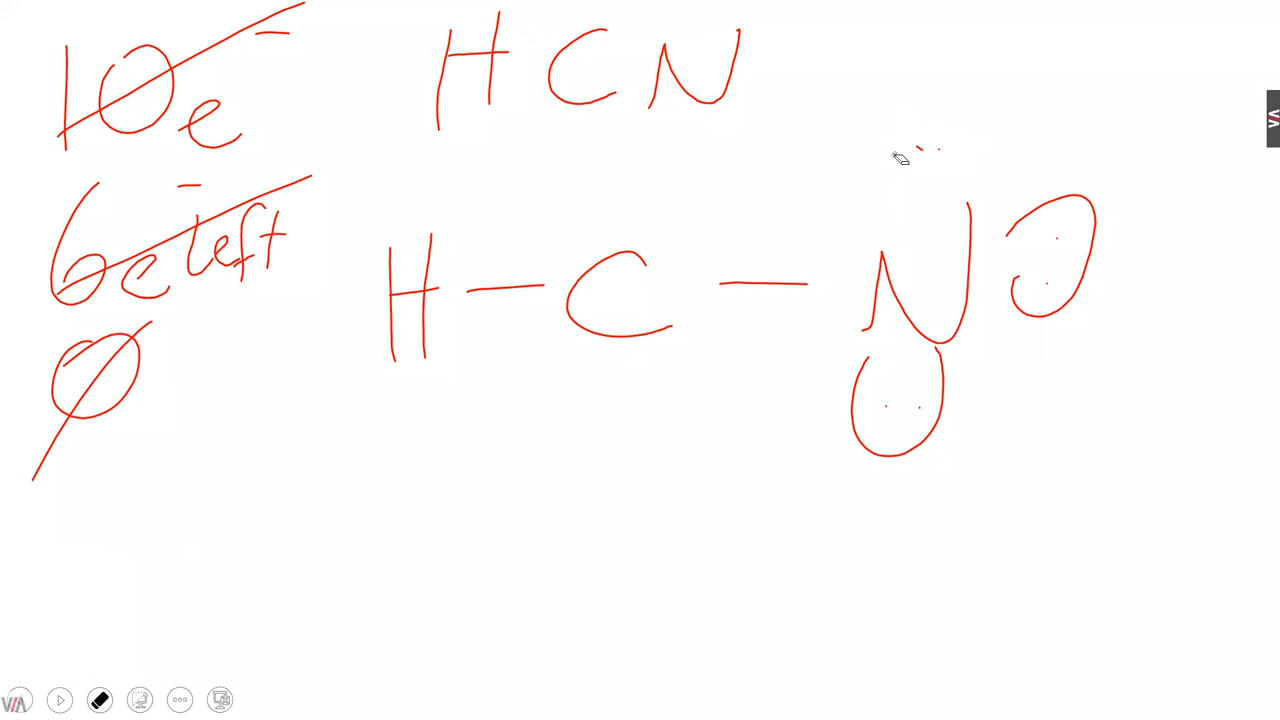 10e⁻ HCN
6e⁻ left
H — C — N
0